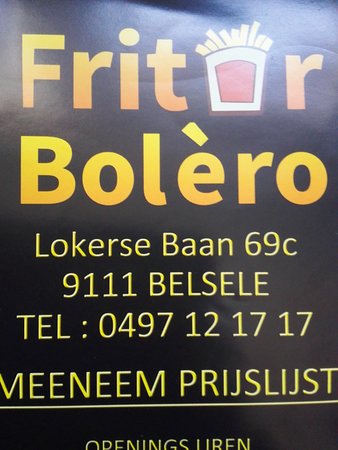 Fritur
Bolèro
Lokerse Baan 69c
9111 BELSELE
TEL : 0497 12 17 17
MEENEEM PRIJSLIJST
OPENINGS UREN